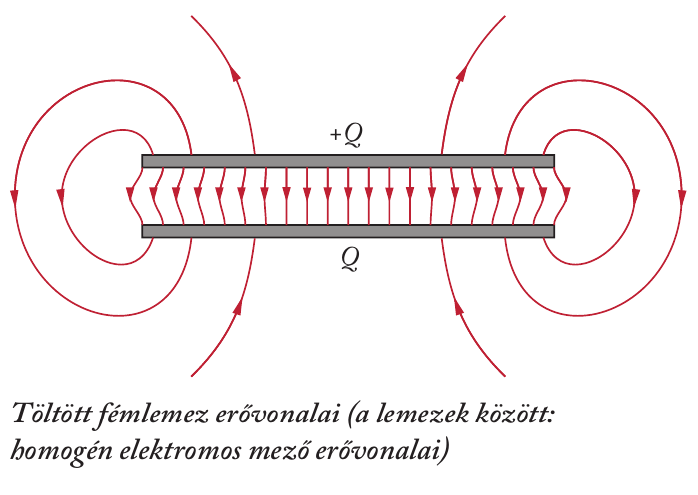 +Q
Q
Töltött fémlemez erővonalai (a lemezek között:
homogén elektromos mező erővonalai)